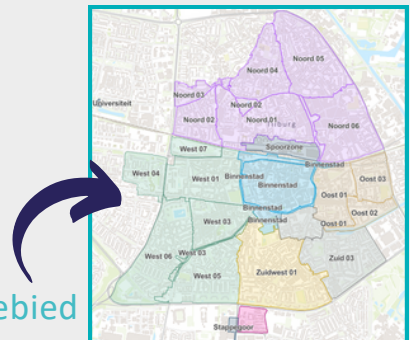 Noord 05
Noord 04
Noord 03
Noord 02
Noord 02
Noord 01
Noord 06
Universiteit
Tilburg
Spoorzone
West 07
Binnenstad
West 04
West 01
Binnenstad
Binnenstad
Oost 03
Oost 01
Binnenstad
Oost 02
West 03
Binnenstad
Oost 01
West 03
West 06
West 05
Zuidwest 01
Zuid 03
ebied
Stappegoor